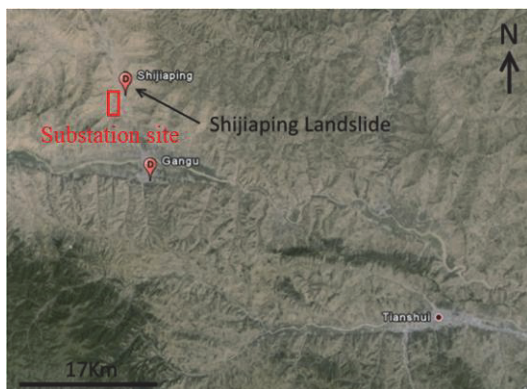 N
D Shijiaping
Shijiaping Landslide
Substation site
D Gangu
Tianshui
17Km